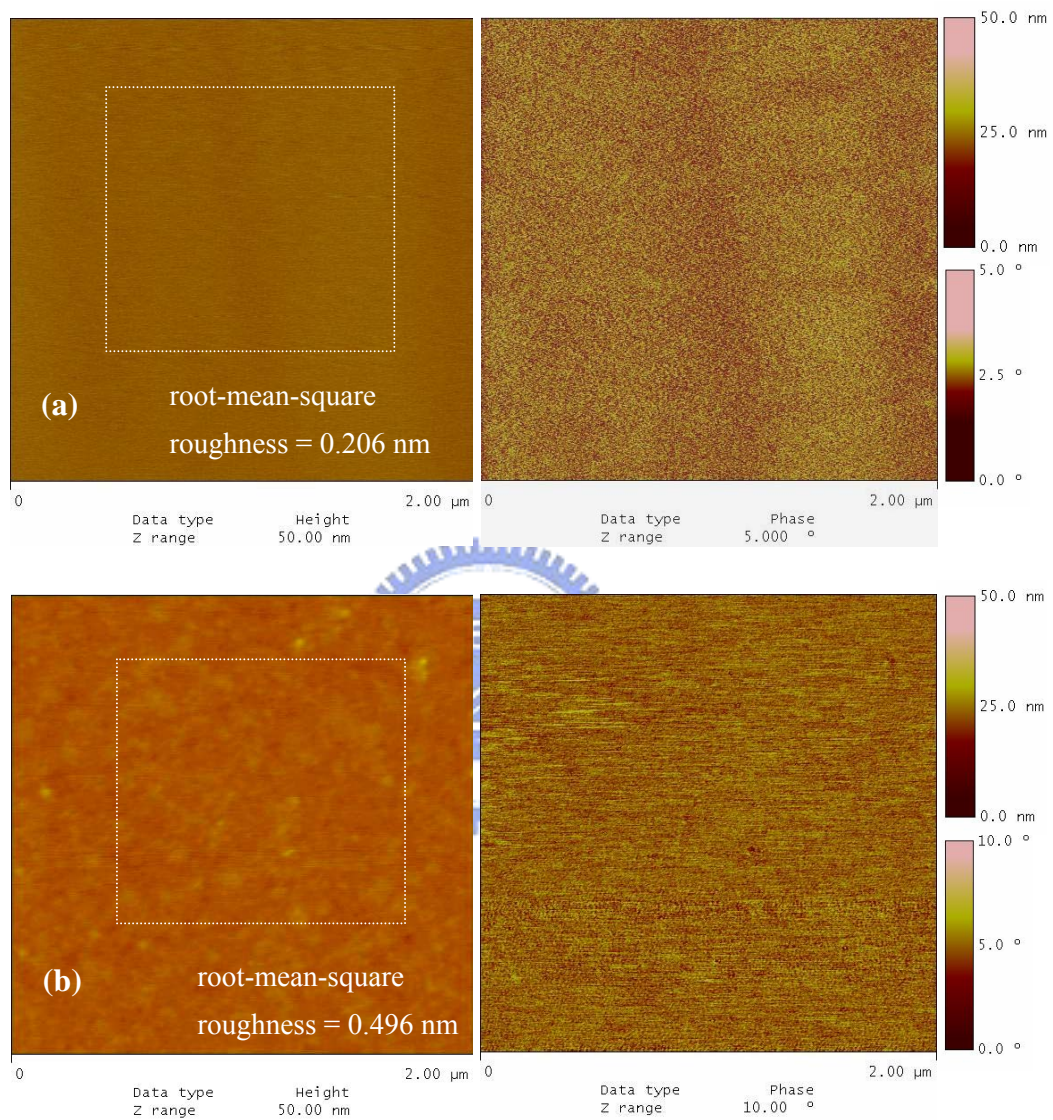 50.0 nm
25.0 nm
0.0 nm
5.0 °
2.5 °
0.0 °
(a)
root-mean-square
roughness = 0.206 nm
0
2.00 µm
Data type
Height
Z range
50.00 nm
0
2.00 µm
Data type
Phase
Z range
5.000 °
50.0 nm
25.0 nm
0.0 nm
10.0 °
5.0 °
0.0 °
(b)
root-mean-square
roughness = 0.496 nm
0
2.00 µm
Data type
Height
Z range
50.00 nm
0
2.00 µm
Data type
Phase
Z range
10.00 °